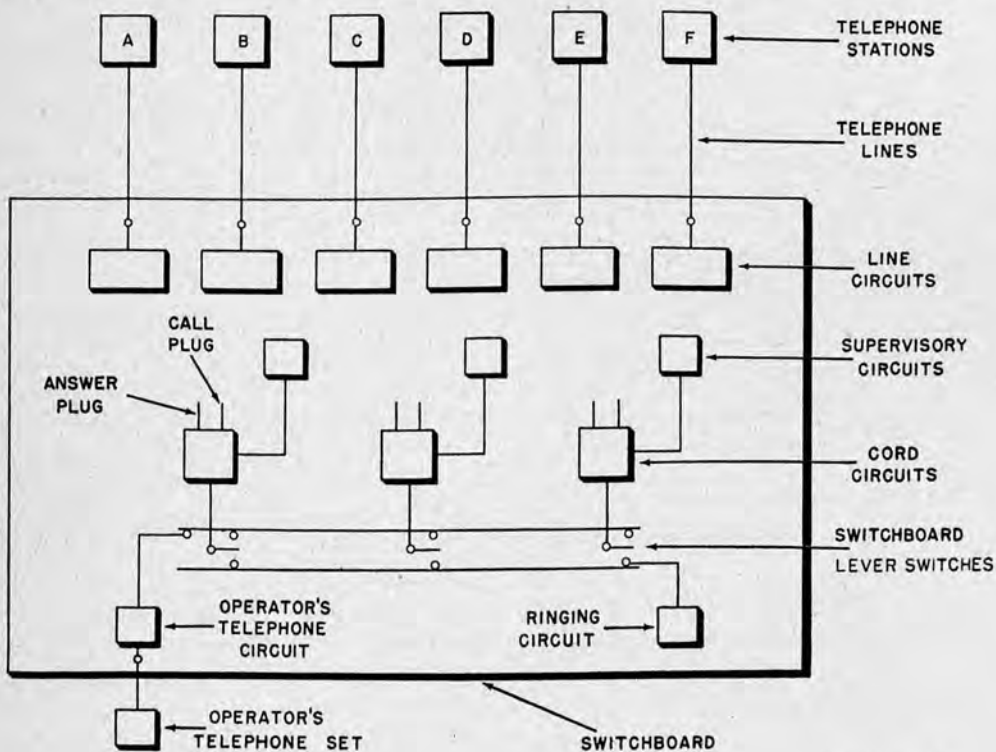 A B C D E F
TELEPHONE
STATIONS
TELEPHONE
LINES
LINE
CIRCUITS
CALL
PLUG
ANSWER
PLUG
SUPERVISORY
CIRCUITS
CORD
CIRCUITS
SWITCHBOARD
LEVER SWITCHES
OPERATOR'S
TELEPHONE
CIRCUIT
RINGING
CIRCUIT
OPERATOR'S
TELEPHONE SET
SWITCHBOARD